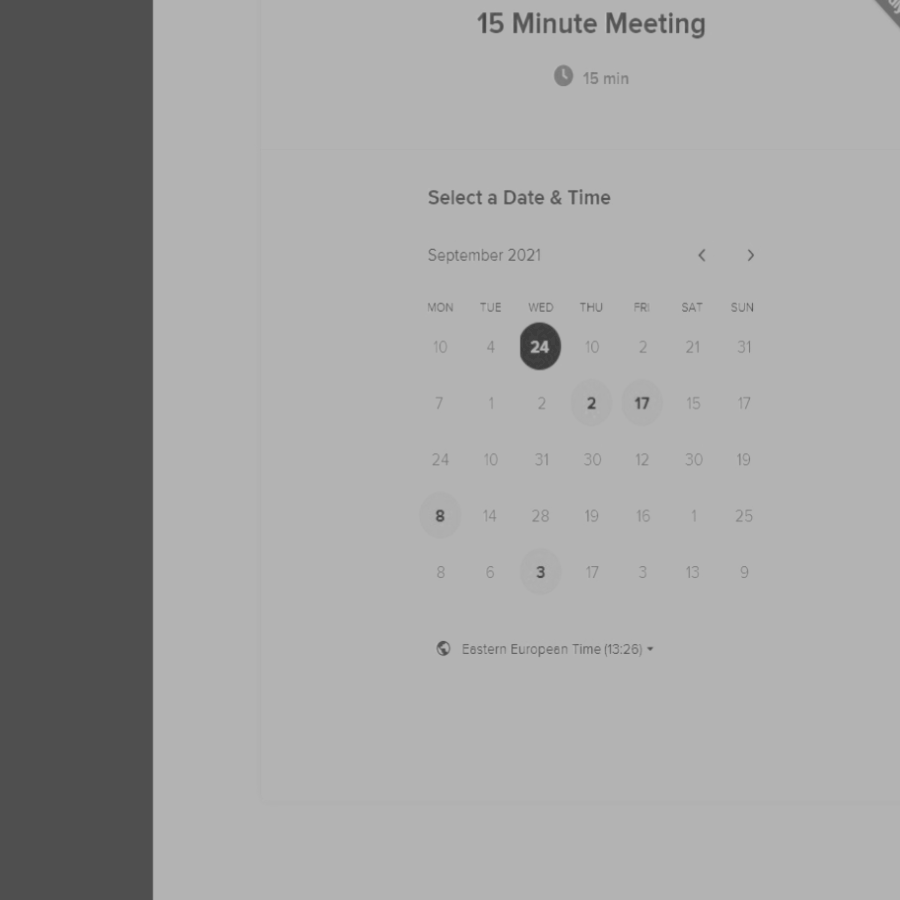 15 Minute Meeting
15 min
Select a Date & Time
September 2021
MON TUE WED THU FRI SAT SUN
10 4 24 10 2 21 31
7 1 2 2 17 15 17
24 10 31 30 12 30 19
8 14 28 19 16 1 25
8 6 3 17 3 13 9
Eastern European Time (13:26)